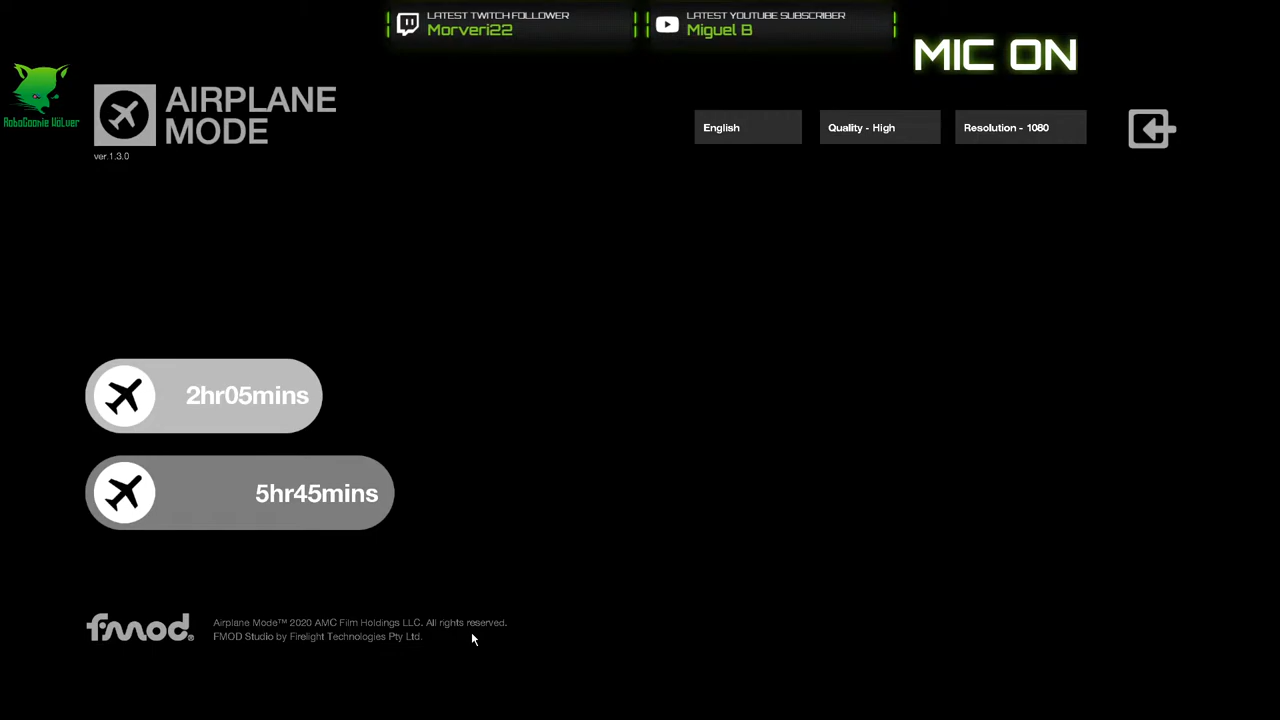 LATEST TWITCH FOLLOWER
Morveri22
LATEST YOUTUBE SUBSCRIBER
Miguel B
MIC ON
RoboCookie Wölver
AIRPLANE
MODE
ver.1.3.0
English
Quality - High
Resolution - 1080
2hr05mins
5hr45mins
fmod®
Airplane Mode™ 2020 AMC Film Holdings LLC. All rights reserved.
FMOD Studio by Firelight Technologies Pty Ltd.